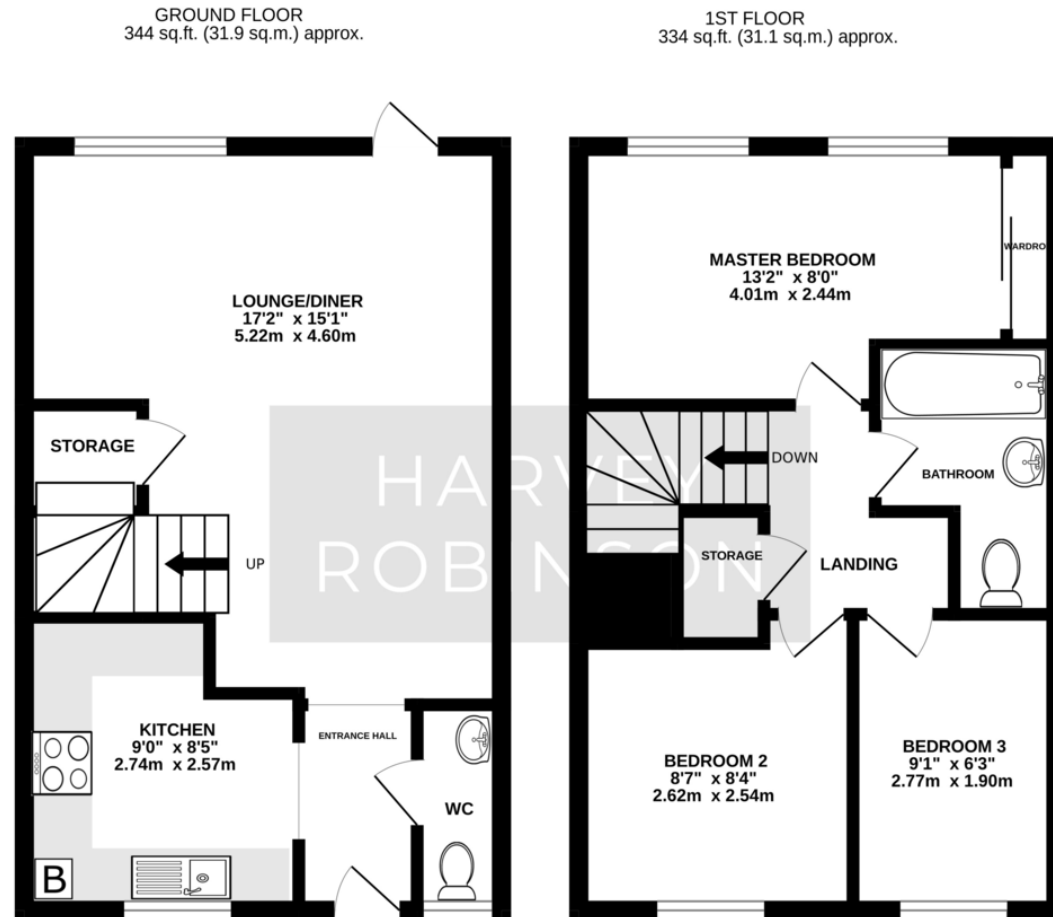 GROUND FLOOR
344 sq.ft. (31.9 sq.m.) approx.
1ST FLOOR
334 sq.ft. (31.1 sq.m.) approx.
LOUNGE/DINER
17'2" x 15'1"
5.22m x 4.60m
STORAGE
UP
KITCHEN
9'0" x 8'5"
2.74m x 2.57m
ENTRANCE HALL
WC
B
MASTER BEDROOM
13'2" x 8'0"
4.01m x 2.44m
WARDRO
DOWN
BATHROOM
STORAGE
LANDING
BEDROOM 2
8'7" x 8'4"
2.62m x 2.54m
BEDROOM 3
9'1" x 6'3"
2.77m x 1.90m
HARVEY
ROBINSON